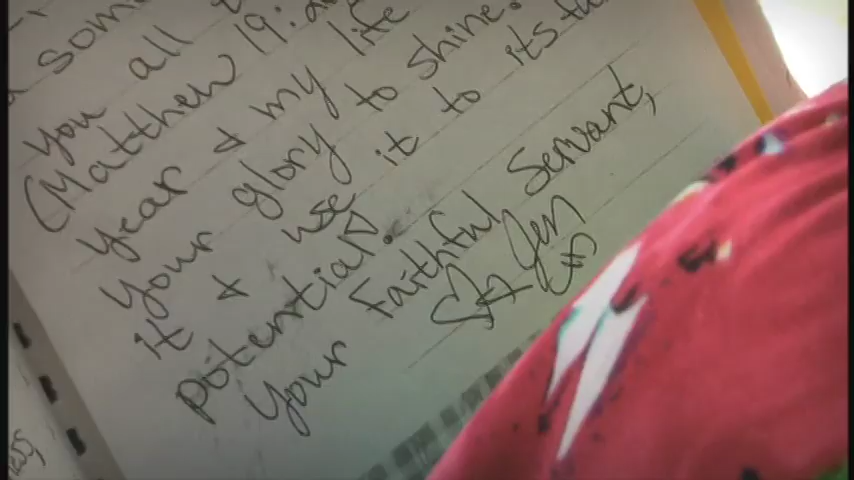 a som
You all
(Matthew 19:
year & my life
your glory to shine.
it & use it to its
potential.
Your Faithful Servant,
Jen